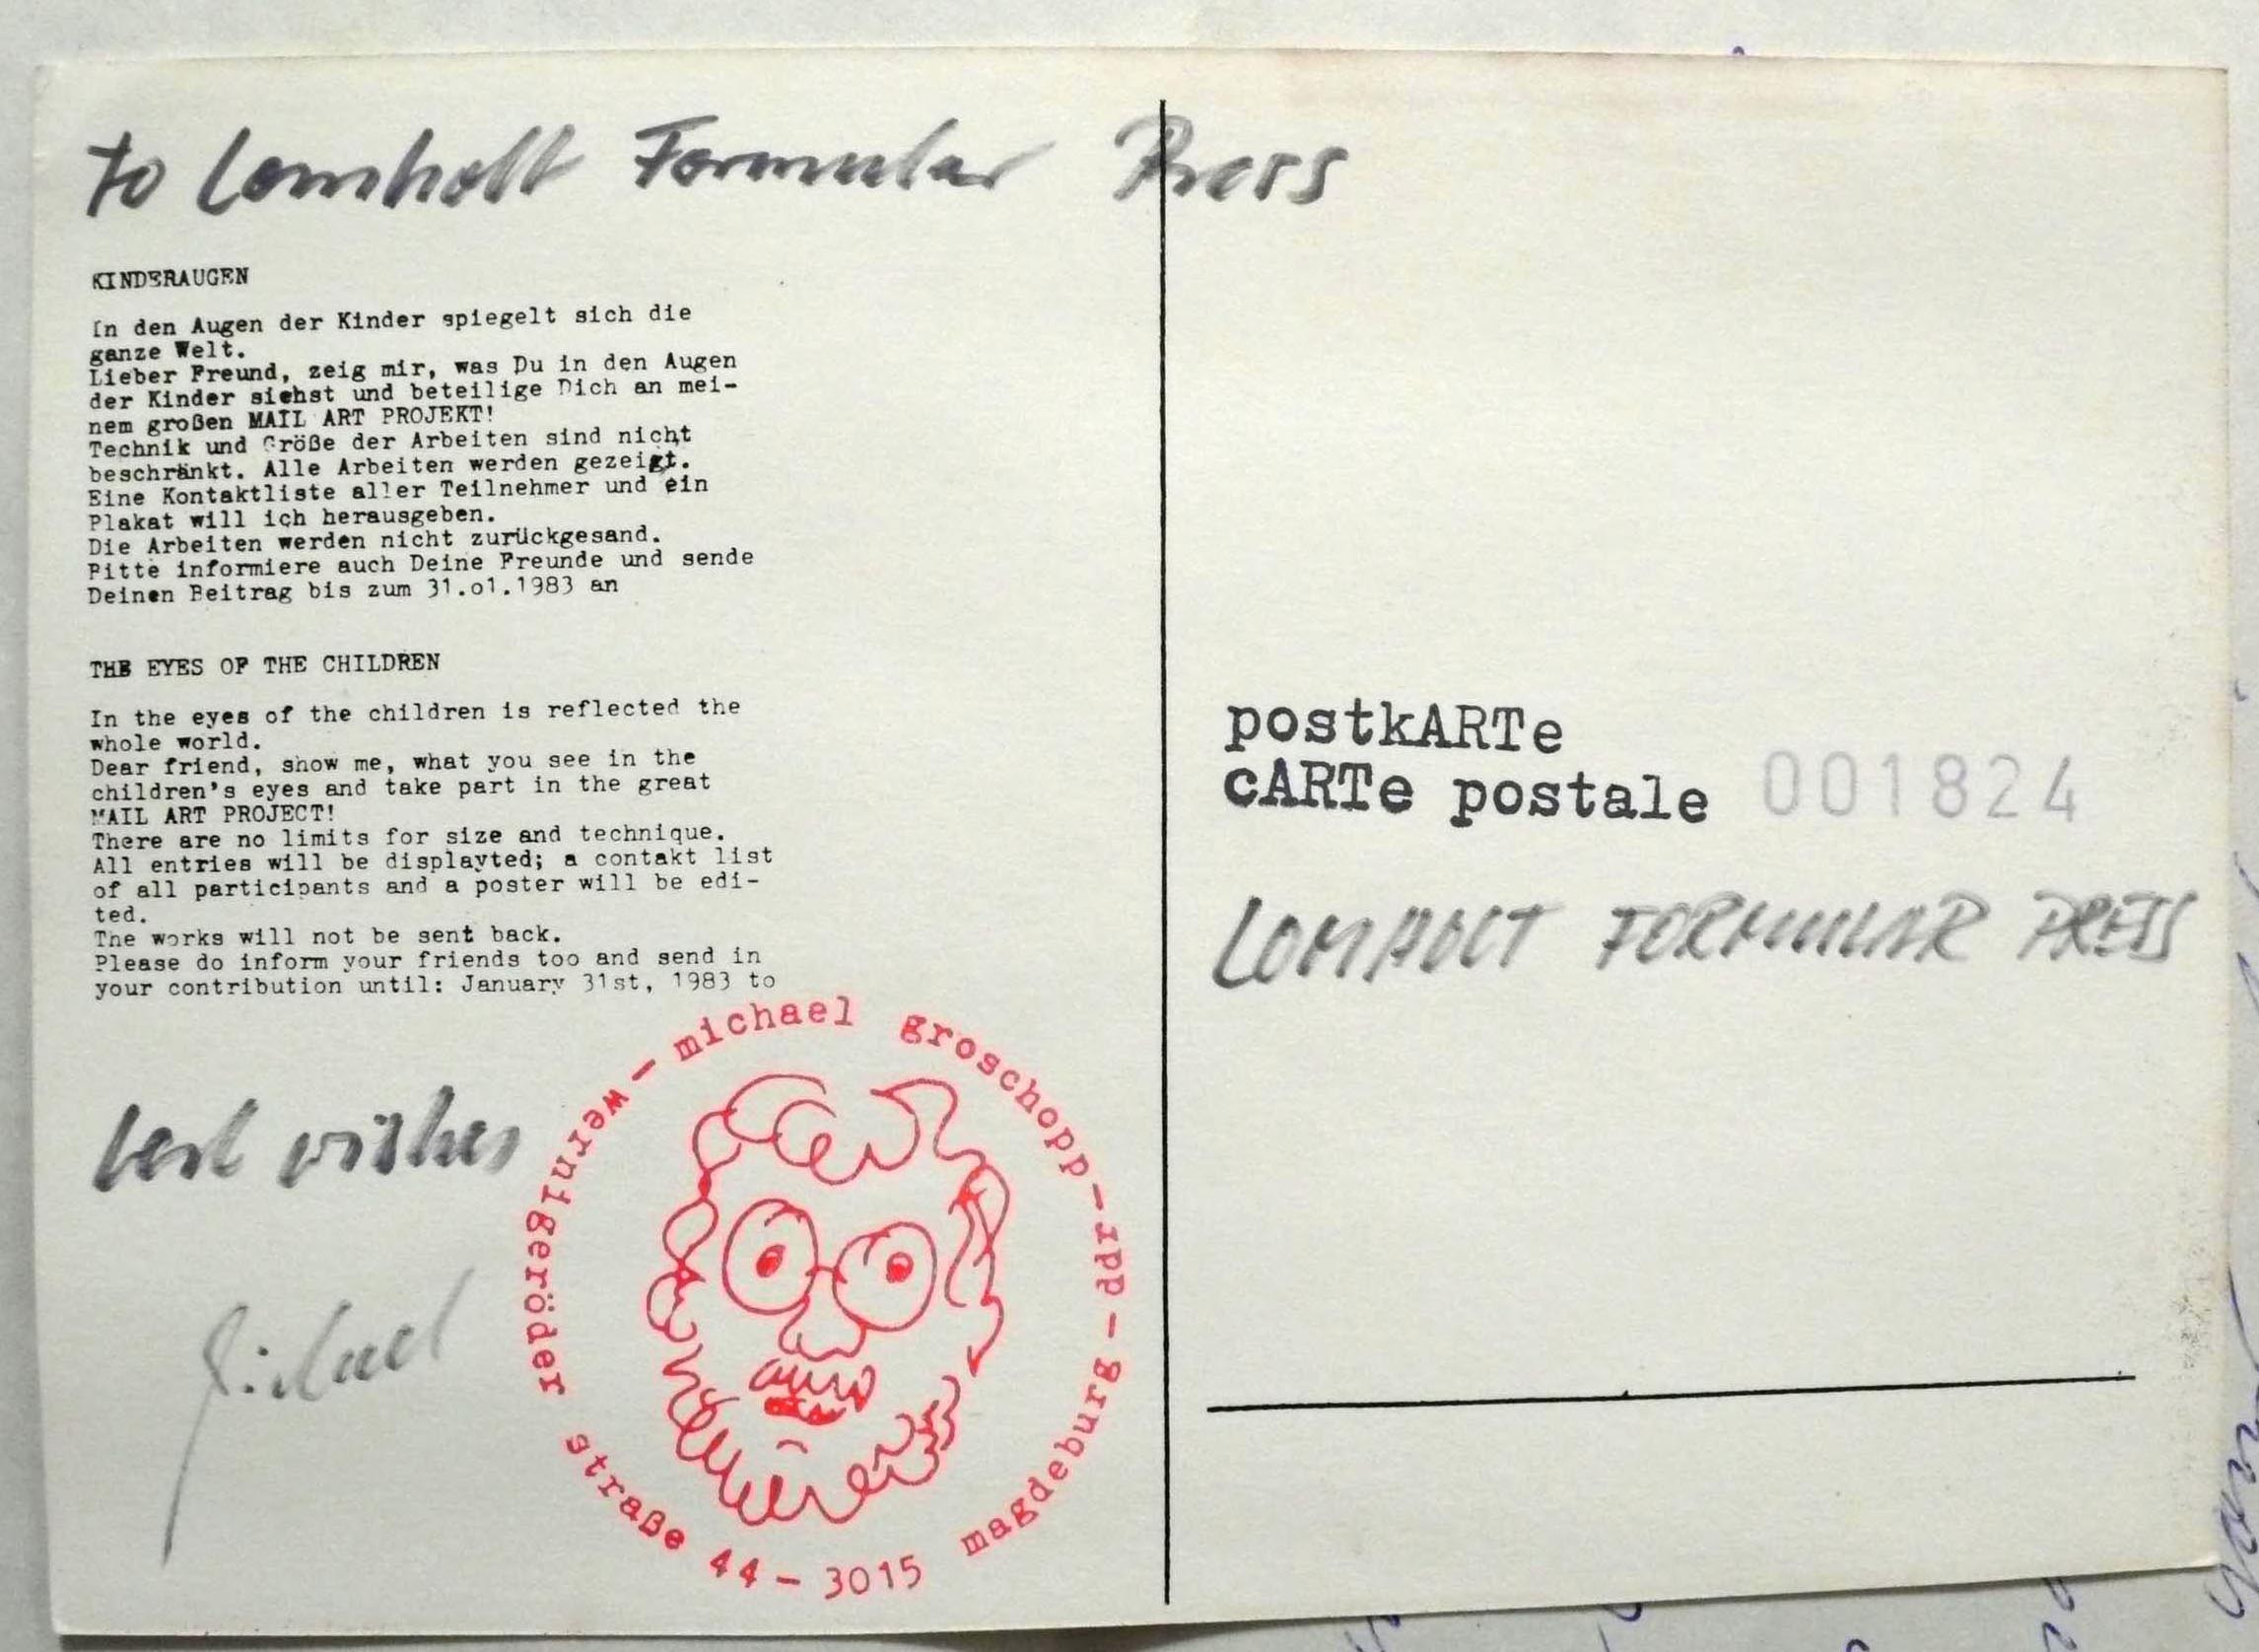 to Lomholt Formular Press
KINDERAUGEN
In den Augen der Kinder spiegelt sich die
ganze Welt.
Lieber Freund, zeig mir, was Du in den Augen
der Kinder siehst und beteilige Dich an mei-
nem großen MAIL ART PROJEKT!
Technik und Größe der Arbeiten sind nicht
beschränkt. Alle Arbeiten werden gezeigt.
Eine Kontaktliste aller Teilnehmer und ein
Plakat will ich herausgeben.
Die Arbeiten werden nicht zurückgesand.
Bitte informiere auch Deine Freunde und sende
Deinen Beitrag bis zum 31.o1.1983 an
THE EYES OF THE CHILDREN
In the eyes of the children is reflected the
whole world.
Dear friend, show me, what you see in the
children's eyes and take part in the great
MAIL ART PROJECT!
There are no limits for size and technique.
All entries will be displayted; a contakt list
of all participants and a poster will be edi-
ted.
The works will not be sent back.
Please do inform your friends too and send in
your contribution until: January 31st, 1983 to
best wishes
Michael
michael groschopp-ddr-
magdeburg-
wernigeröder straße 44-3015
postkARTe
cARTe postale 001824
LOMHOLT FORMULAR PRESS